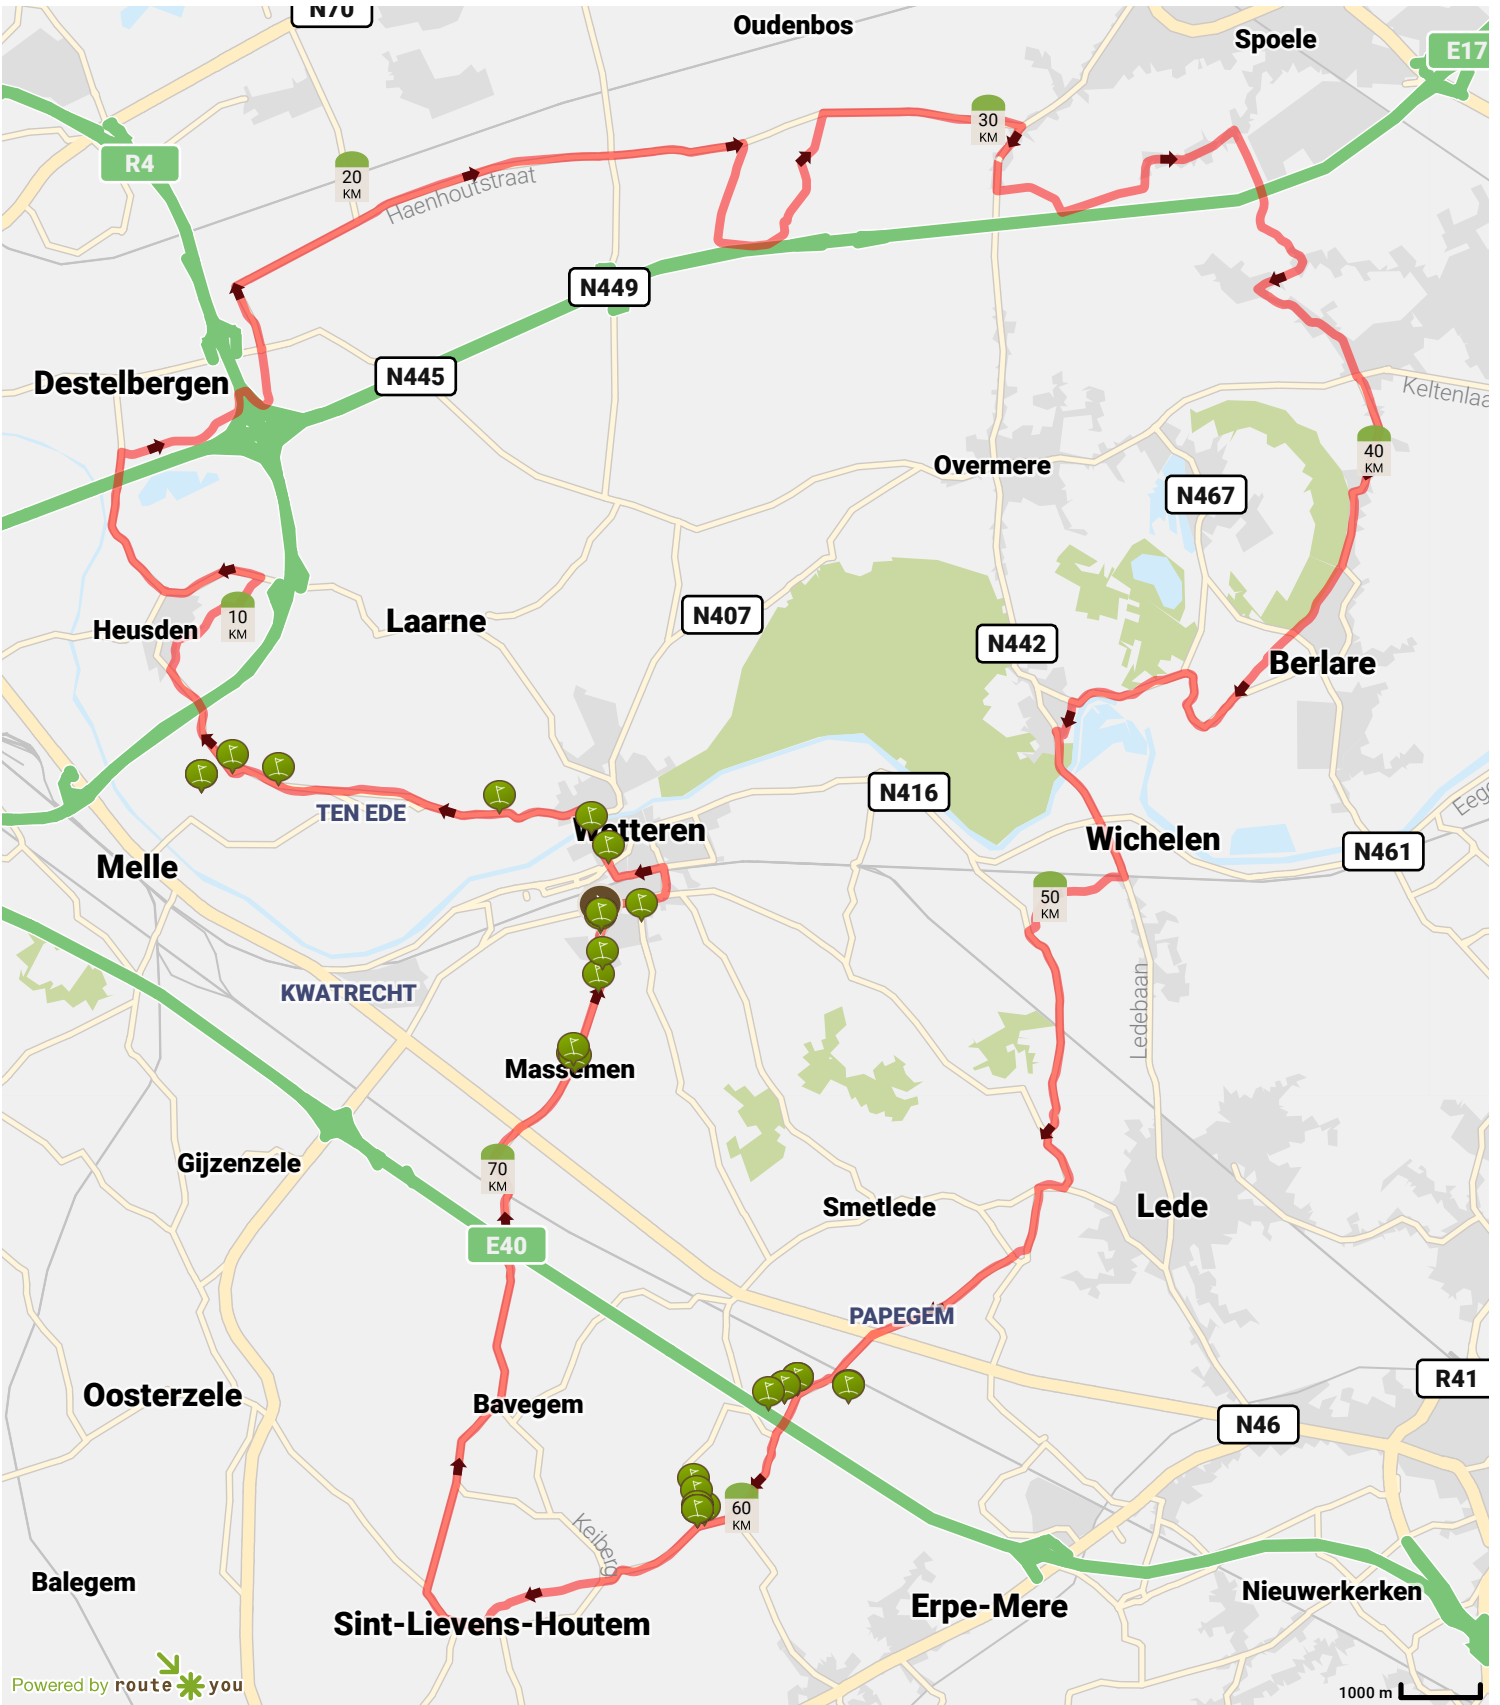 N70
Oudenbos
Spoele
E17
R4
30
KM
20
KM
Haenhoutstraat
N449
N445
Destelbergen
Keltenlaa
40
KM
Overmere
N467
10
KM
Heusden
Laarne
N407
N442
Berlare
TEN EDE
N416
Wetteren
Wichelen
Eeg
N461
Melle
50
KM
KWATRECHT
Ledebaan
Massemen
Gijzenzele
70
KM
Smetlede
Lede
E40
PAPEGEM
R41
Oosterzele
Bavegem
N46
60
KM
Keiberg
Balegem
Nieuwerkerken
Erpe-Mere
Sint-Lievens-Houtem
Powered by route you
1000 m